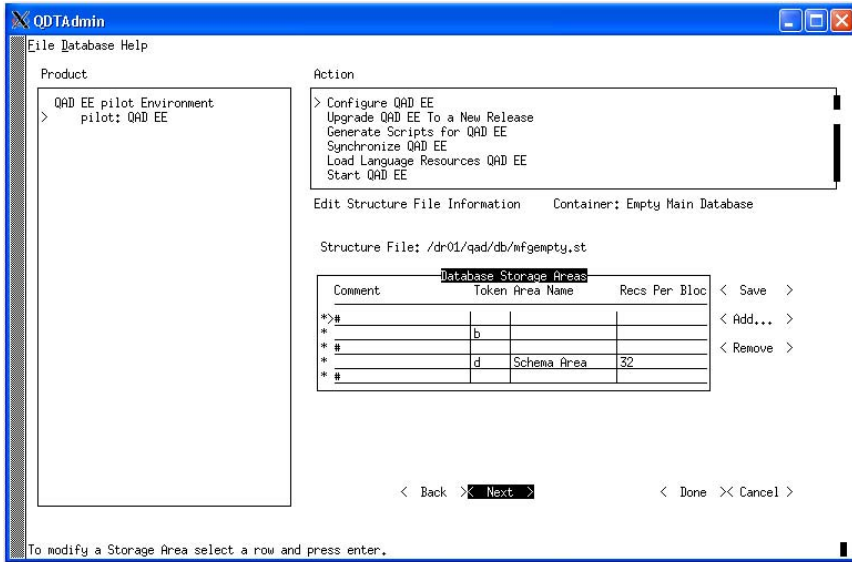 QDTAdmin
File Database Help
Product
Action
QAD EE pilot Environment
> pilot: QAD EE
> Configure QAD EE
Upgrade QAD EE To a New Release
Generate Scripts for QAD EE
Synchronize QAD EE
Load Language Resources QAD EE
Start QAD EE
Edit Structure File Information Container: Empty Main Database
Structure File: /dr01/qad/db/mfgempty.st
Database Storage Areas
Comment Token Area Name Recs Per Bloc
*>#
* b
* #
* d Schema Area 32
* #
< Save >
< Add... >
< Remove >
< Back >< Next > < Done >< Cancel >
To modify a Storage Area select a row and press enter.